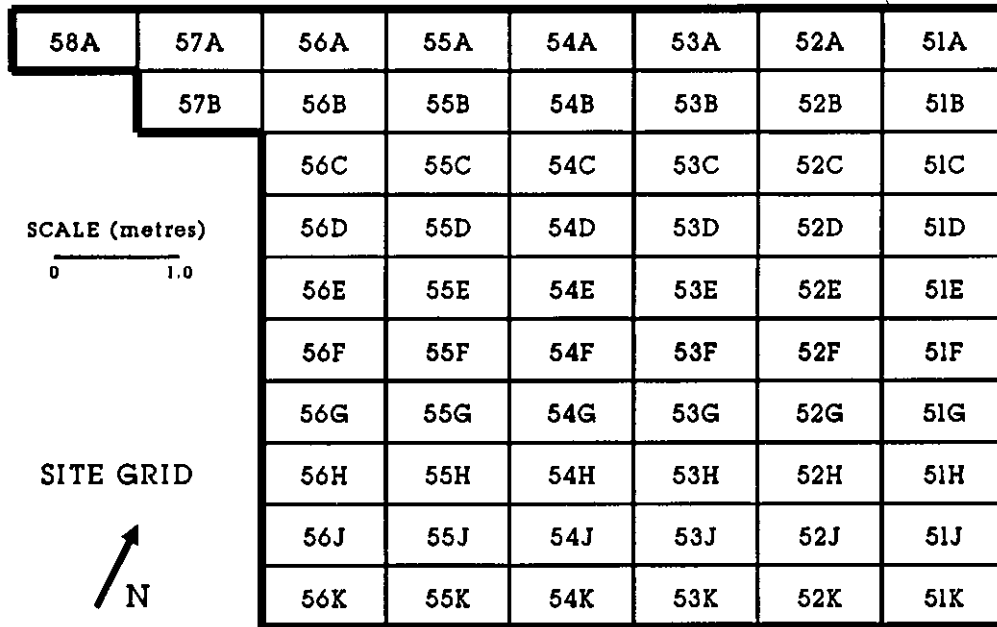 58A 57A 56A 55A 54A 53A 52A 51A
57B 56B 55B 54B 53B 52B 51B
56C 55C 54C 53C 52C 51C
SCALE (metres)
56D 55D 54D 53D 52D 51D
0 1.0
56E 55E 54E 53E 52E 51E
56F 55F 54F 53F 52F 51F
56G 55G 54G 53G 52G 51G
SITE GRID
56H 55H 54H 53H 52H 51H
56J 55J 54J 53J 52J 51J
N
56K 55K 54K 53K 52K 51K